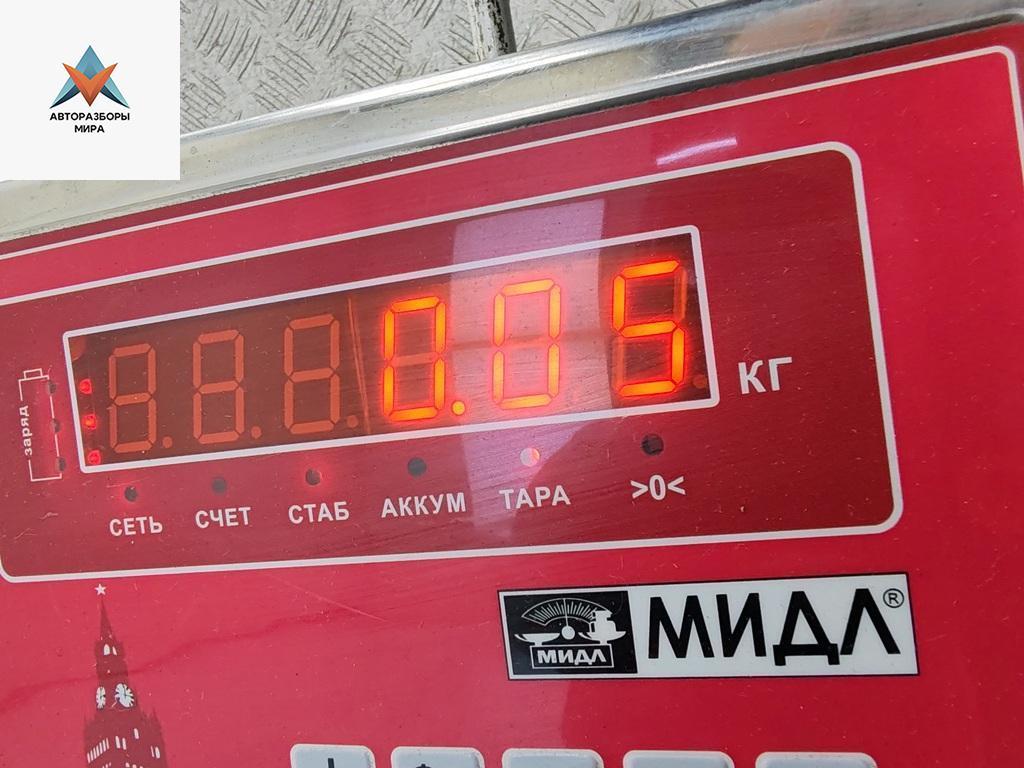 АВТОРАЗБОРЫ
МИРА
заряд
0.05
КГ
СЕТЬ СЧЕТ СТАБ АККУМ ТАРА >0<
МИДЛ МИДЛ®